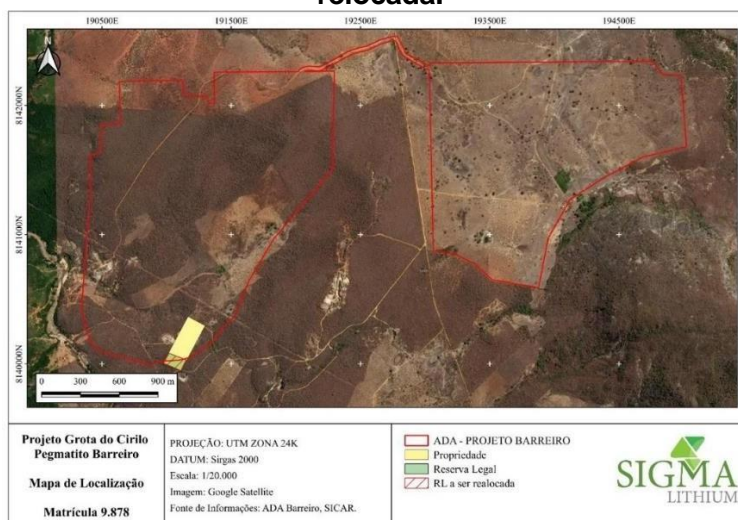 relocada.
190500E 191500E 192500E 193500E 194500E
8142000N
8141000N
8140000N
0 300 600 900 m
Projeto Grota do Cirilo
Pegmatito Barreiro
Mapa de Localização
Matrícula 9.878
PROJEÇÃO: UTM ZONA 24K
DATUM: Sirgas 2000
Escala: 1/20.000
Imagem: Google Satellite
Fonte de Informações: ADA Barreiro, SICAR.
ADA - PROJETO BARREIRO
Propriedade
Reserva Legal
RL a ser realocada
SIGMA
LITHIUM